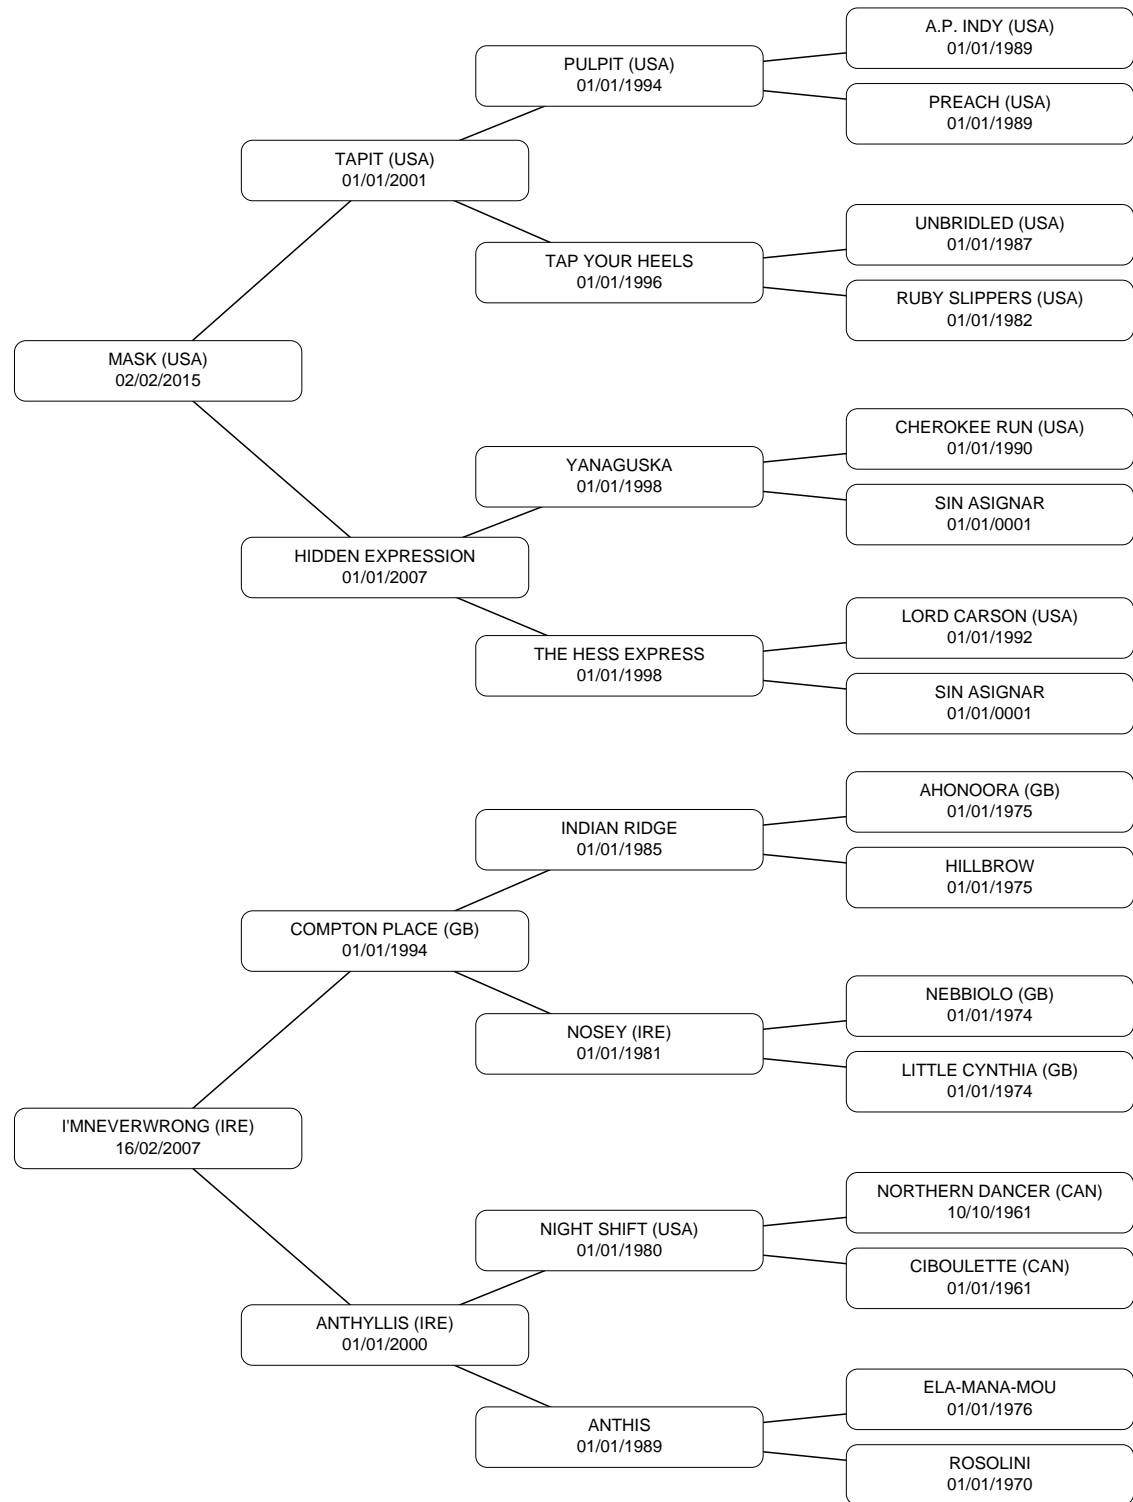 A.P. INDY (USA)
01/01/1989
PULPIT (USA)
01/01/1994
PREACH (USA)
01/01/1989
TAPIT (USA)
01/01/2001
UNBRIDLED (USA)
01/01/1987
TAP YOUR HEELS
01/01/1996
RUBY SLIPPERS (USA)
01/01/1982
MASK (USA)
02/02/2015
CHEROKEE RUN (USA)
01/01/1990
YANAGUSKA
01/01/1998
SIN ASIGNAR
01/01/0001
HIDDEN EXPRESSION
01/01/2007
LORD CARSON (USA)
01/01/1992
THE HESS EXPRESS
01/01/1998
SIN ASIGNAR
01/01/0001
AHONOORA (GB)
01/01/1975
INDIAN RIDGE
01/01/1985
HILLBROW
01/01/1975
COMPTON PLACE (GB)
01/01/1994
NEBBIOLO (GB)
01/01/1974
NOSEY (IRE)
01/01/1981
LITTLE CYNTHIA (GB)
01/01/1974
I'MNEVERWRONG (IRE)
16/02/2007
NORTHERN DANCER (CAN)
10/10/1961
NIGHT SHIFT (USA)
01/01/1980
CIBOULETTE (CAN)
01/01/1961
ANTHYLLIS (IRE)
01/01/2000
ELA-MANA-MOU
01/01/1976
ANTHIS
01/01/1989
ROSOLINI
01/01/1970